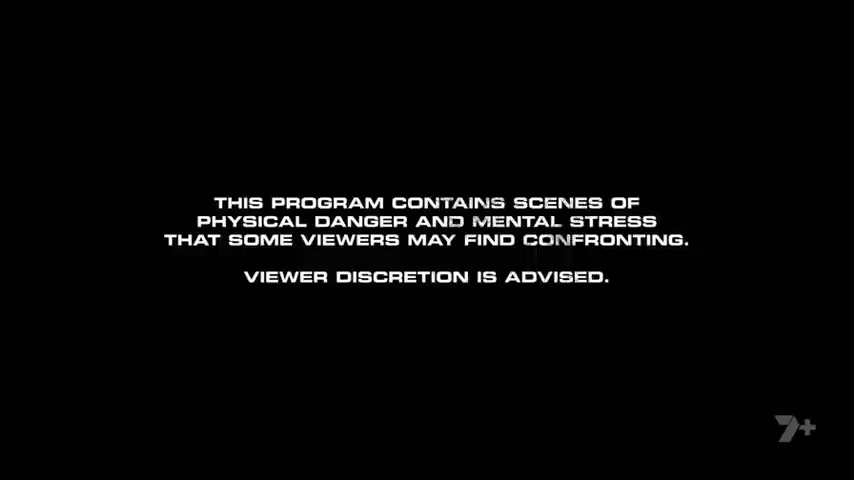 THIS PROGRAM CONTAINS SCENES OF
PHYSICAL DANGER AND MENTAL STRESS
THAT SOME VIEWERS MAY FIND CONFRONTING.
VIEWER DISCRETION IS ADVISED.
7+